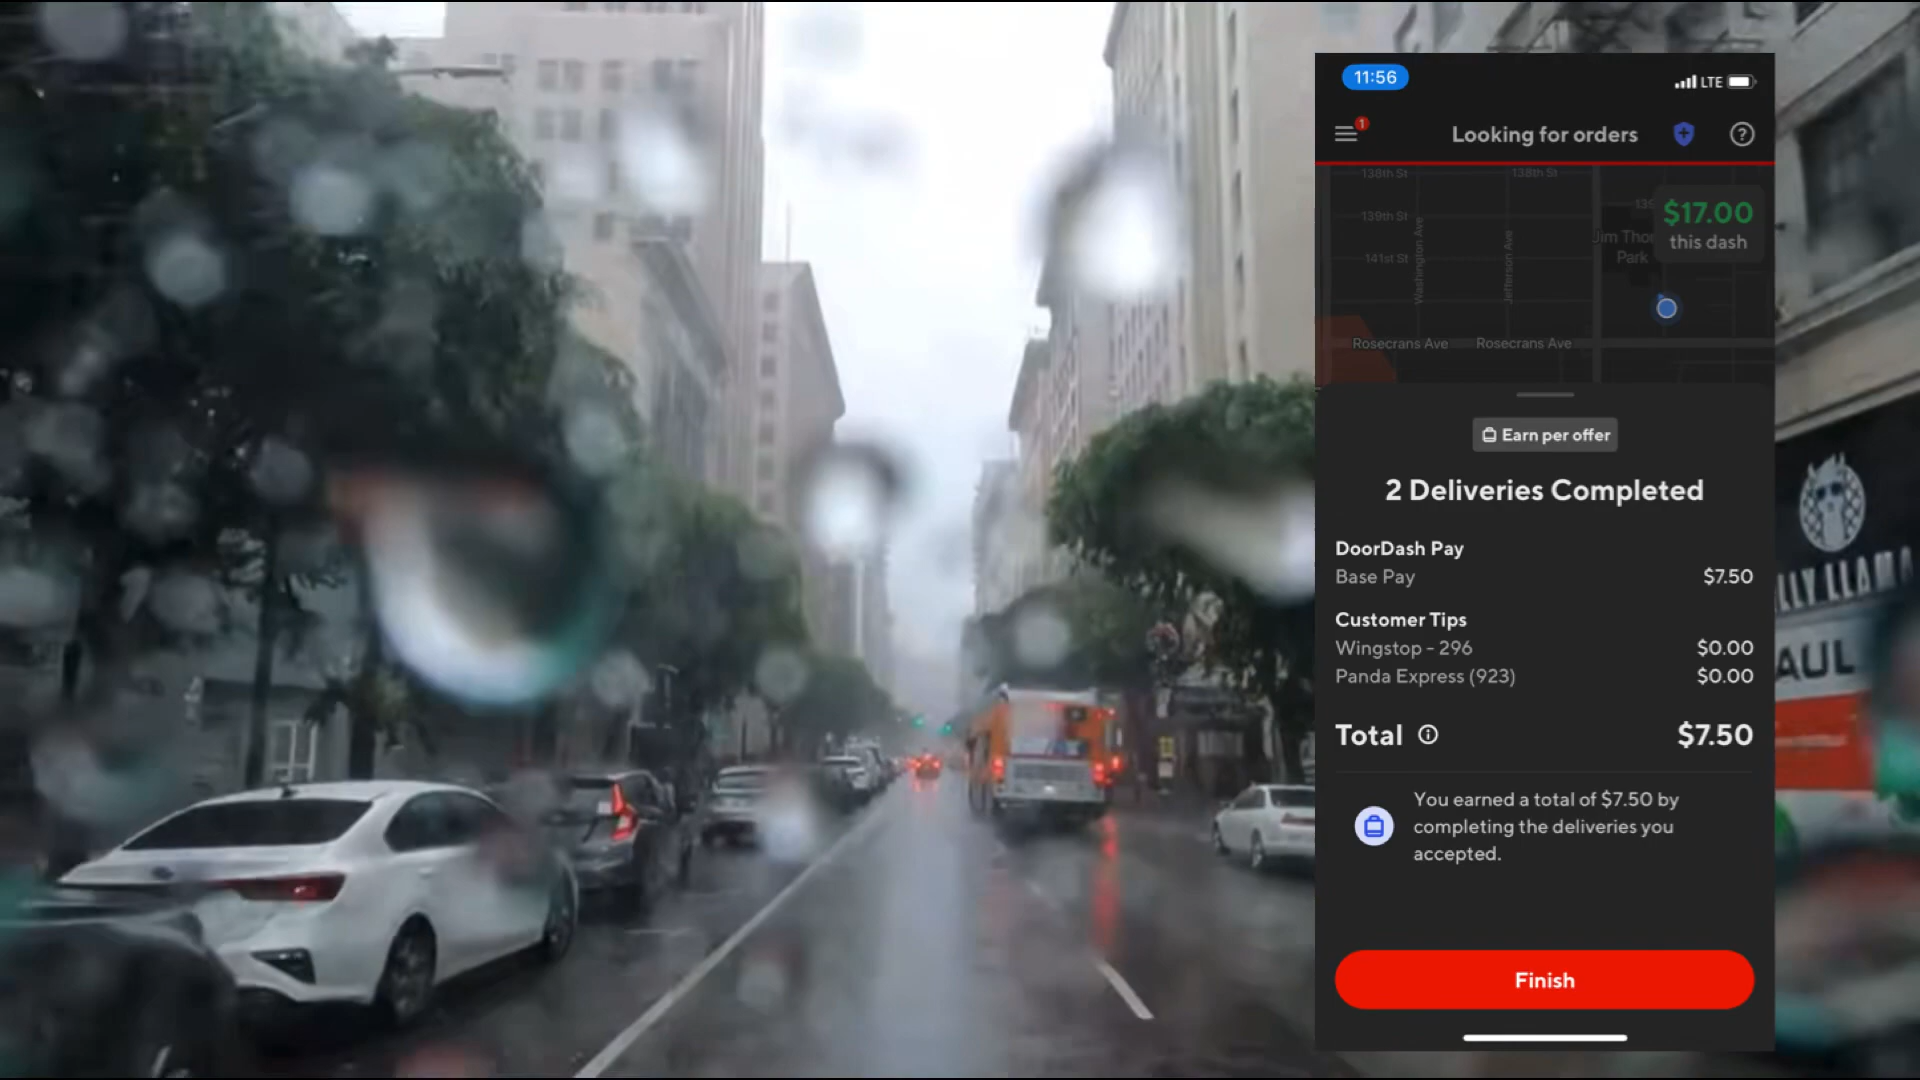 11:56
LTE
1
Looking for orders
138th St
138th St
139th St
$17.00
this dash
Washington Ave
Jefferson Ave
141st St
Park
Rosecrans Ave
Rosecrans Ave
Earn per offer
2 Deliveries Completed
DoorDash Pay
Base Pay
$7.50
Customer Tips
Wingstop - 296
$0.00
Panda Express (923)
$0.00
Total
$7.50
You earned a total of $7.50 by
completing the deliveries you
accepted.
Finish